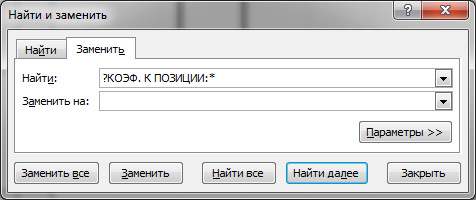 Найти и заменить
?
Найти
Заменить
Найти:
?КОЭФ. К ПОЗИЦИИ:*
Заменить на:
Параметры >>
Заменить все
Заменить
Найти все
Найти далее
Закрыть